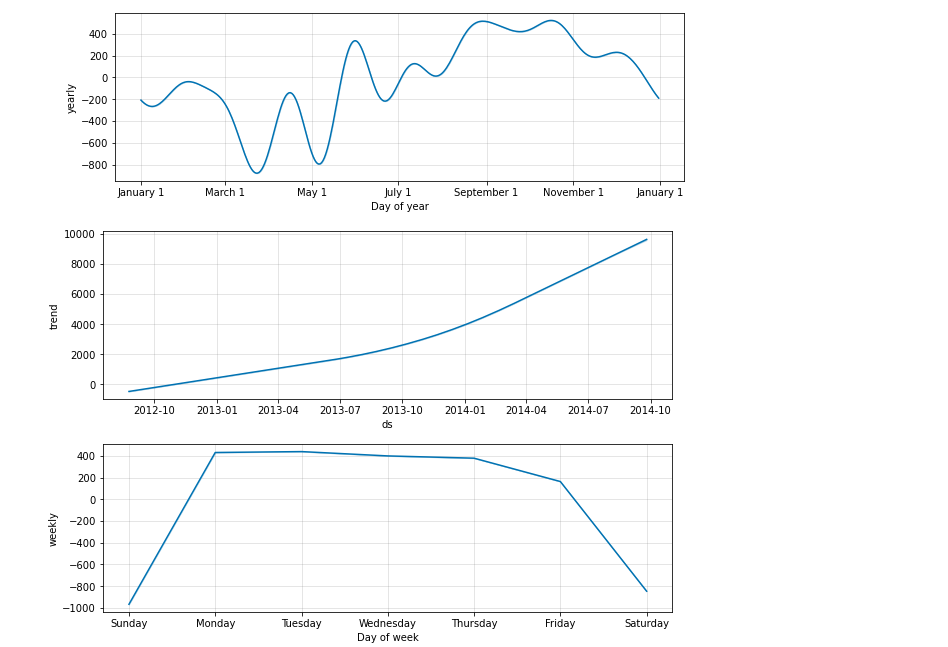 400
200
0
−200
−400
−600
−800
yearly
January 1 March 1 May 1 July 1 September 1 November 1 January 1
Day of year
10000
8000
6000
4000
2000
0
trend
2012-10 2013-01 2013-04 2013-07 2013-10 2014-01 2014-04 2014-07 2014-10
ds
400
200
0
−200
−400
−600
−800
−1000
weekly
Sunday Monday Tuesday Wednesday Thursday Friday Saturday
Day of week